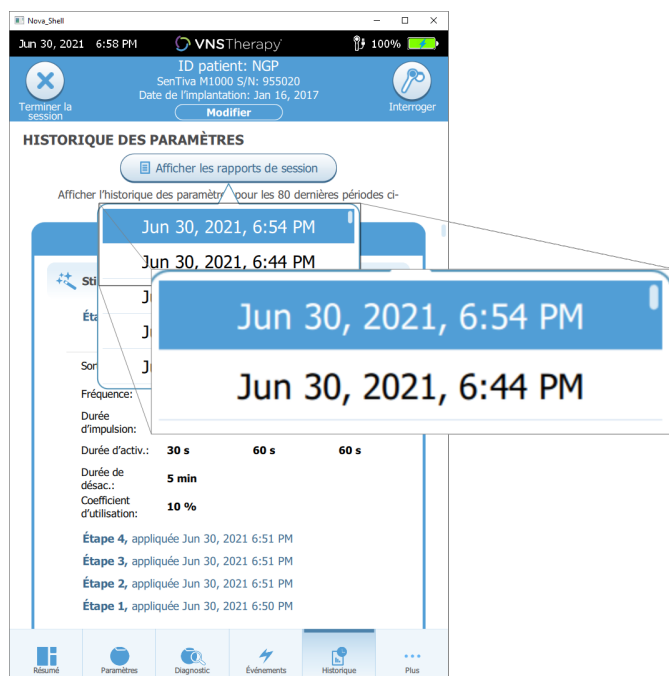 Nova_Shell
Jun 30, 2021 6:58 PM
VNSTherapy
100%
ID patient: NGP
SenTiva M1000 S/N: 955020
Date de l'implantation: Jan 16, 2017
Modifier
Terminer la
session
Interroger
HISTORIQUE DES PARAMÈTRES
Afficher les rapports de session
Afficher l'historique des paramètr pour les 80 dernières périodes ci-
Jun 30, 2021, 6:54 PM
Jun 30, 2021, 6:44 PM
Jun 30, 2021, 6:54 PM
Jun 30, 2021, 6:44 PM
Fréquence:
Durée
d'impulsion:
Durée d'activ.: 30 s 60 s 60 s
Durée de
désac.: 5 min
Coefficient
d'utilisation: 10 %
Étape 4, appliquée Jun 30, 2021 6:51 PM
Étape 3, appliquée Jun 30, 2021 6:51 PM
Étape 2, appliquée Jun 30, 2021 6:51 PM
Étape 1, appliquée Jun 30, 2021 6:50 PM
Résumé
Paramètres
Diagnostic
Événements
Historique
Plus